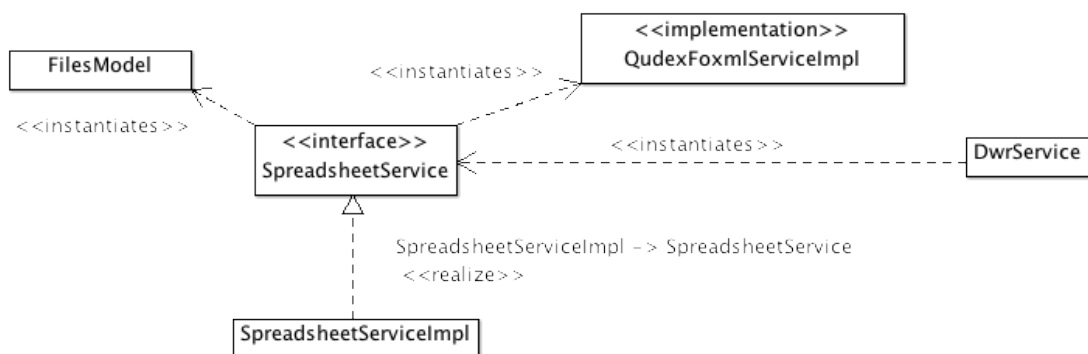 <<implementation>>
QudexFoxmlServiceImpl
FilesModel
<<instantiates>>
<<instantiates>>
<<interface>>
SpreadsheetService
<<instantiates>>
DwrService
SpreadsheetServiceImpl -> SpreadsheetService
<<realize>>
SpreadsheetServiceImpl